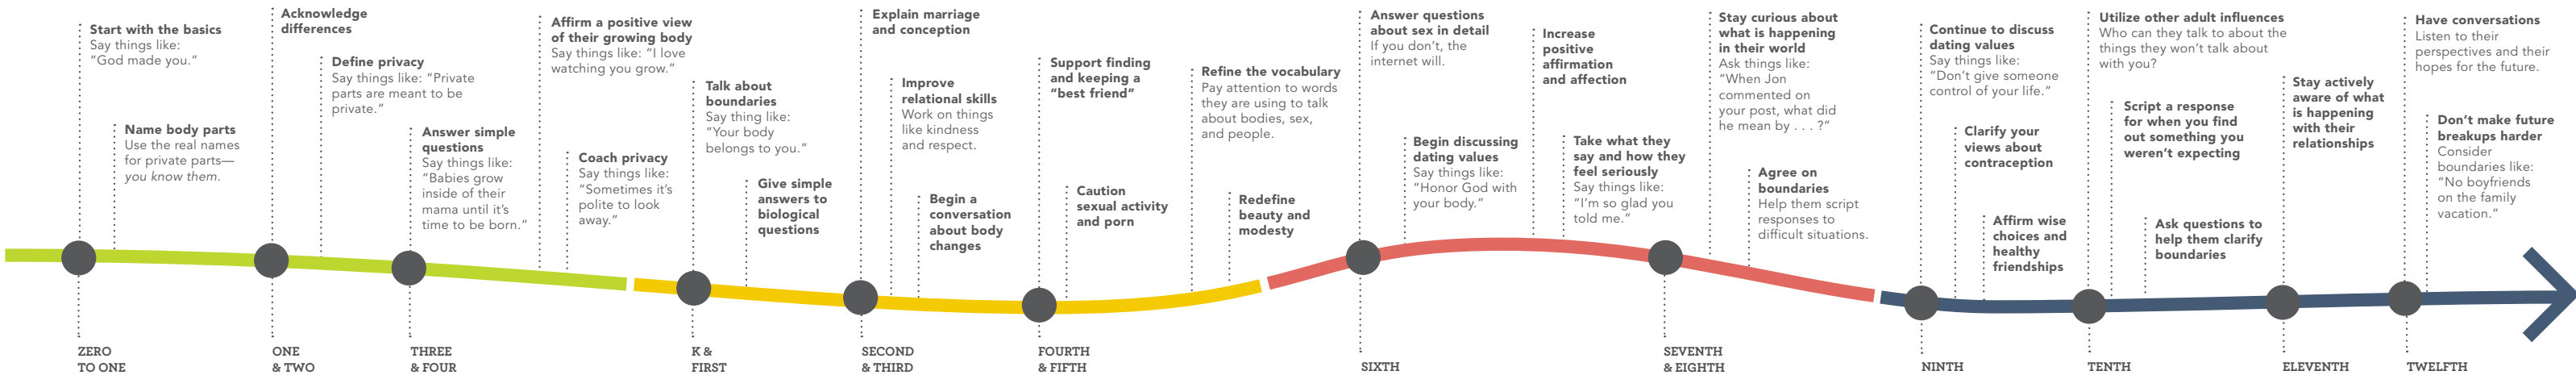 Start with the basics
Say things like:
“God made you.”
Name body parts
Use the real names
for private parts—
you know them.
Acknowledge
differences
Define privacy
Say things like: “Private
parts are meant to be
private.”
Answer simple
questions
Say things like:
“Babies grow
inside of their
mama until it’s
time to be born.”
Affirm a positive view
of their growing body
Say things like: “I love
watching you grow.”
Coach privacy
Say things like:
“Sometimes it’s
polite to look
away.”
Talk about
boundaries
Say thing like:
“Your body
belongs to you.”
Give simple
answers to
biological
questions
Explain marriage
and conception
Improve
relational skills
Work on things
like kindness
and respect.
Begin a
conversation
about body
changes
Support finding
and keeping a
“best friend”
Caution
sexual activity
and porn
Refine the vocabulary
Pay attention to words
they are using to talk
about bodies, sex,
and people.
Redefine
beauty and
modesty
Answer questions
about sex in detail
If you don’t, the
internet will.
Begin discussing
dating values
Say things like:
“Honor God with
your body.”
Increase
positive
affirmation
and affection
Take what they
say and how they
feel seriously
Say things like:
“I’m so glad you
told me.”
Stay curious about
what is happening
in their world
Ask things like:
“When Jon
commented on
your post, what did
he mean by . . . ?”
Agree on
boundaries
Help them script
responses to
difficult situations.
Continue to discuss
dating values
Say things like:
“Don’t give someone
control of your life.”
Clarify your
views about
contraception
Affirm wise
choices and
healthy
friendships
Utilize other adult influences
Who can they talk to about the
things they won’t talk about
with you?
Script a response
for when you find
out something you
weren’t expecting
Ask questions to
help them clarify
boundaries
Stay actively
aware of what
is happening
with their
relationships
Have conversations
Listen to their
perspectives and their
hopes for the future.
Don’t make future
breakups harder
Consider
boundaries like:
“No boyfriends
on the family
vacation.”
ZERO
TO ONE
ONE
& TWO
THREE
& FOUR
K &
FIRST
SECOND
& THIRD
FOURTH
& FIFTH
SIXTH
SEVENTH
& EIGHTH
NINTH
TENTH
ELEVENTH
TWELFTH